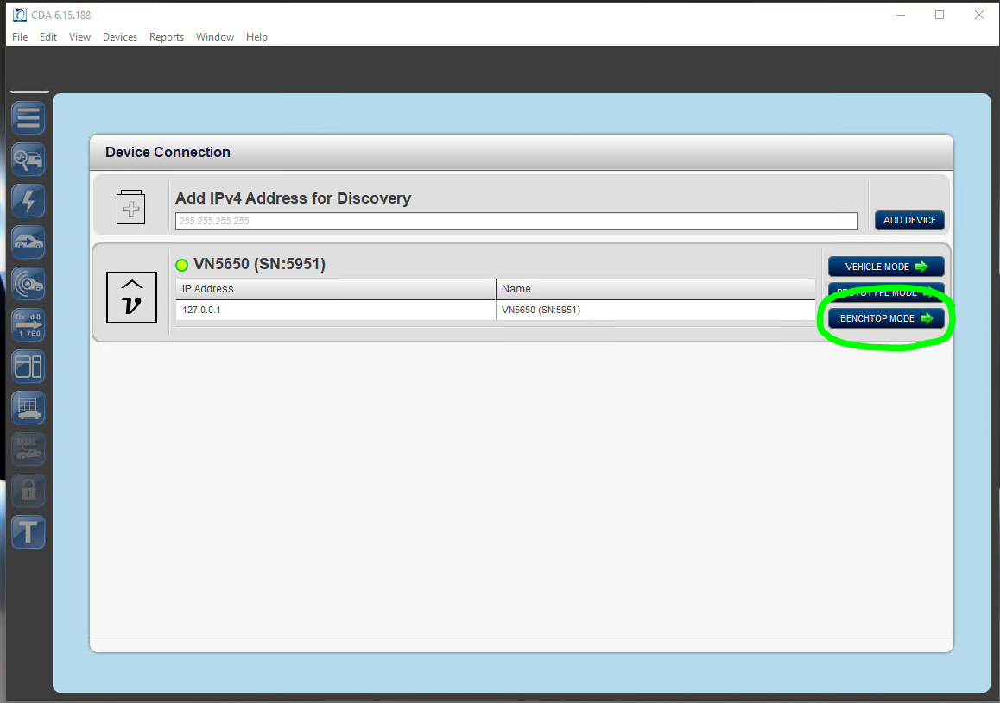 CDA 6.15.188
File Edit View Devices Reports Window Help
Device Connection
Add IPv4 Address for Discovery
255.255.255.255
ADD DEVICE
VN5650 (SN:5951)
VEHICLE MODE
IP Address Name
PROTOTYPE MODE
127.0.0.1 VN5650 (SN:5951)
BENCHTOP MODE
v
Rx d8
1 7E0
T